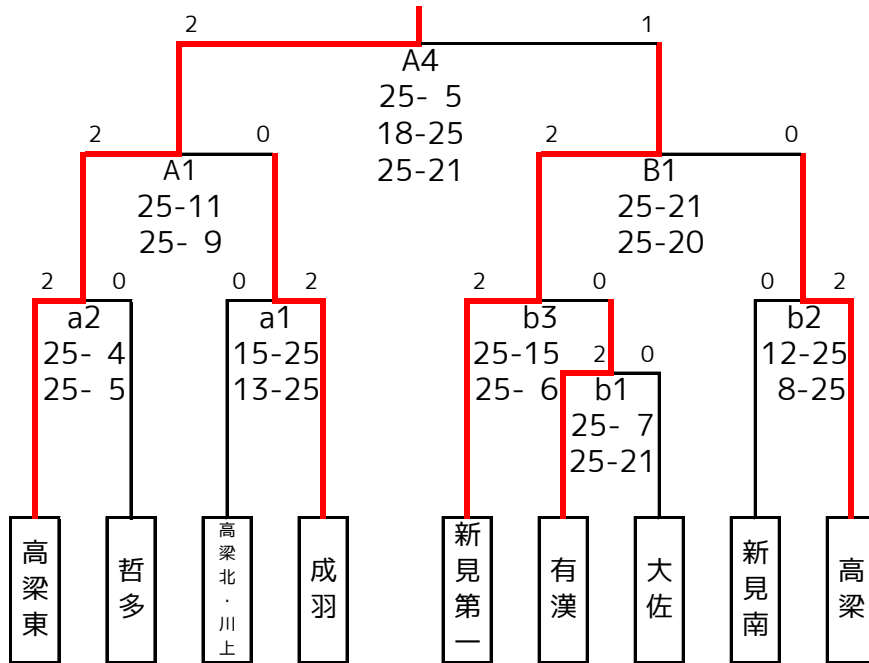 2 1
A4
25- 5
18-25
25-21
2 0 2 0
A1 B1
25-11 25-21
25- 9 25-20
2 0 0 2 2 0 0 2
a2 a1 b3 b2
25- 4 15-25 25-15 12-25
25- 5 13-25 25- 6 8-25
2 0
b1
25- 7
25-21
高梁東
哲多
高梁北・川上
成羽
新見第一
有漢
大佐
新見南
高梁